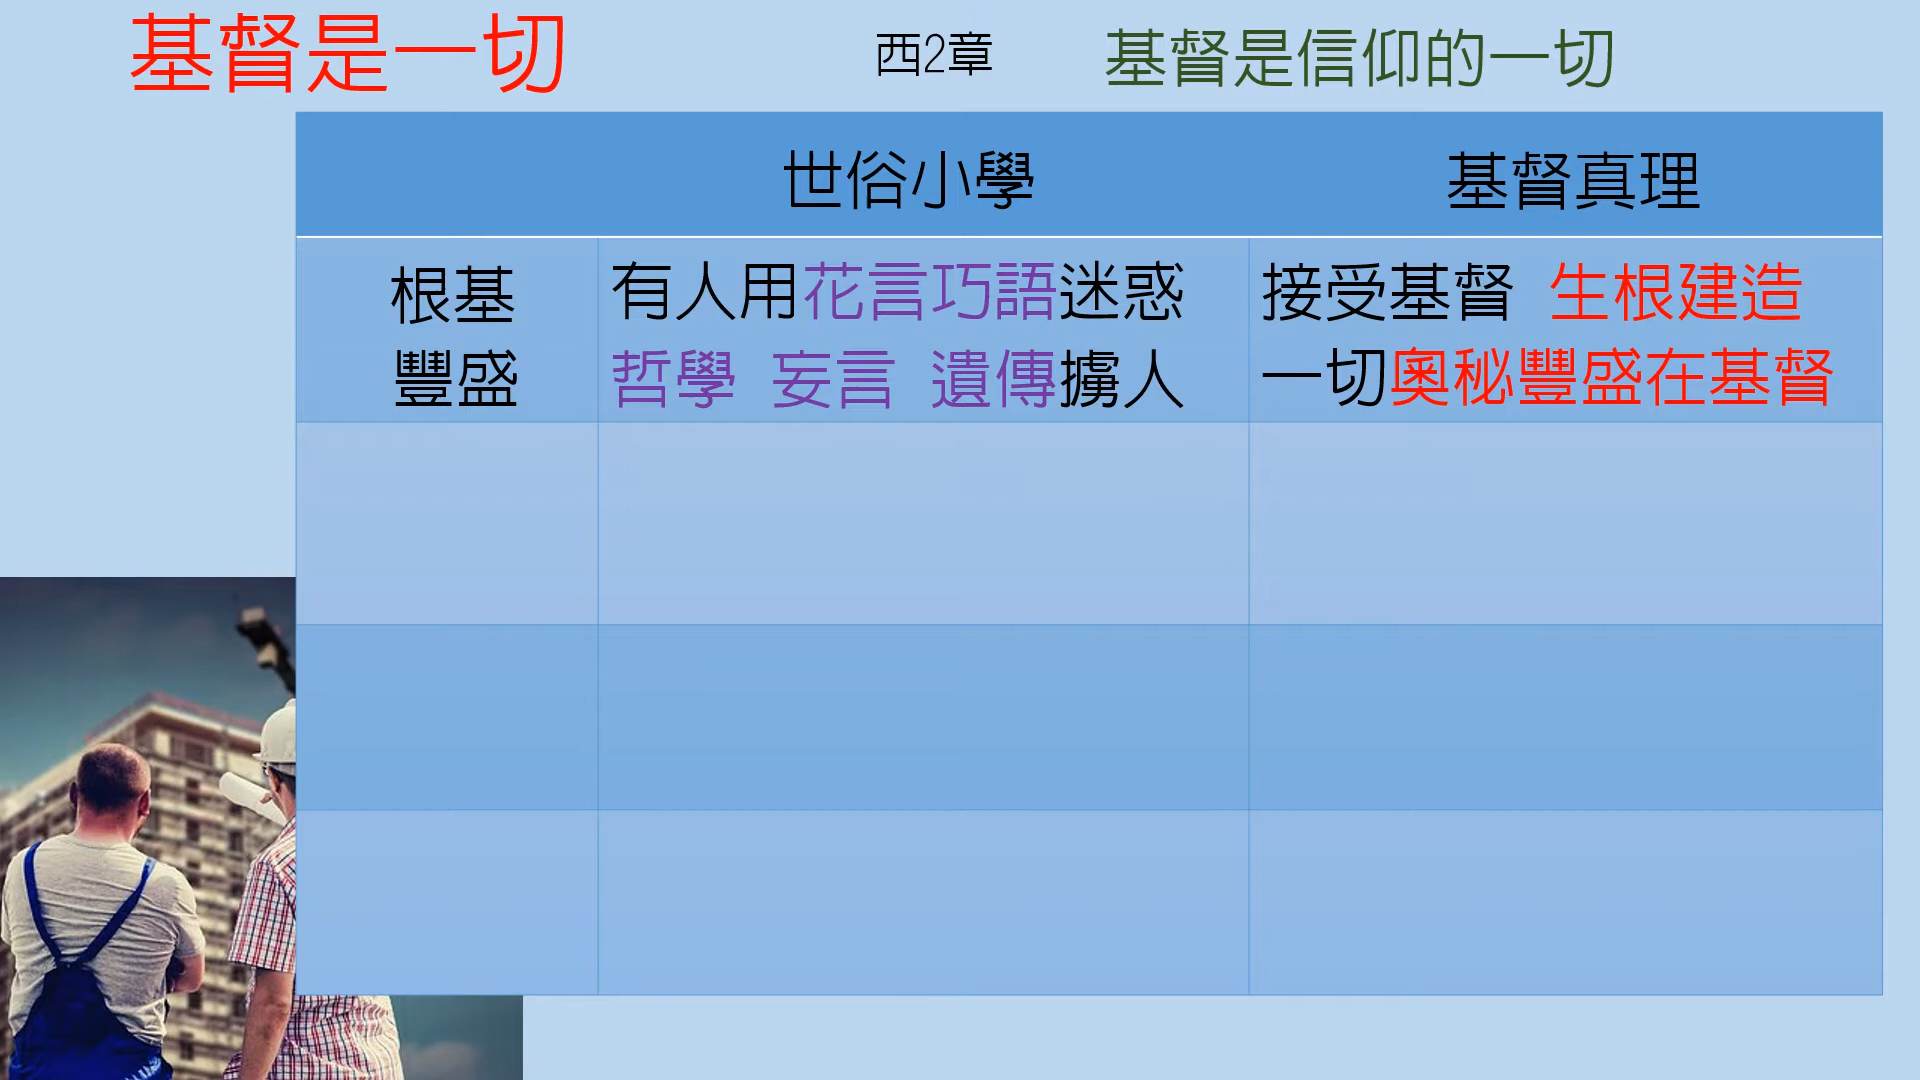 基督是一切 西2章 基督是信仰的一切
世俗小學 基督真理
根基 有人用花言巧語迷惑 接受基督 生根建造
豐盛 哲學 妄言 遺傳擄人 一切奧秘豐盛在基督